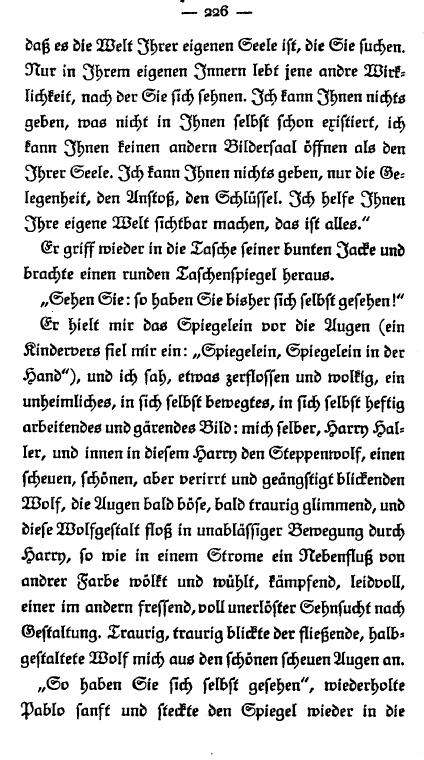 — 226 —
daß es die Welt Ihrer eigenen Seele ist, die Sie suchen.
Nur in Ihrem eigenen Innern lebt jene andre Wirk-
lichkeit, nach der Sie sich sehnen. Ich kann Ihnen nichts
geben, was nicht in Ihnen selbst schon existiert, ich
kann Ihnen keinen andern Bildersaal öffnen als den
Ihrer Seele. Ich kann Ihnen nichts geben, nur die Ge-
legenheit, den Anstoß, den Schlüssel. Ich helfe Ihnen
Ihre eigene Welt sichtbar machen, das ist alles.“
Er griff wieder in die Tasche seiner bunten Jacke und
brachte einen runden Taschenspiegel heraus.
„Sehen Sie: so haben Sie bisher sich selbst gesehen!“
Er hielt mir das Spiegelein vor die Augen (ein
Kindervers fiel mir ein: „Spiegelein, Spiegelein in der
Hand“), und ich sah, etwas zerflossen und wolkig, ein
unheimliches, in sich selbst bewegtes, in sich selbst heftig
arbeitendes und gärendes Bild: mich selber, Harry Hal-
ler, und innen in diesem Harry den Steppenwolf, einen
scheuen, schönen, aber verirrt und geängstigt blickenden
Wolf, die Augen bald böse, bald traurig glimmend, und
diese Wolfgestalt floß in unablässiger Bewegung durch
Harry, so wie in einem Strome ein Nebenfluß von
andrer Farbe wölkt und wühlt, kämpfend, leidvoll,
einer im andern fressend, voll unerlöster Sehnsucht nach
Gestaltung. Traurig, traurig blickte der fließende, halb-
gestaltete Wolf mich aus den schönen scheuen Augen an.
„So haben Sie sich selbst gesehen“, wiederholte
Pablo sanft und steckte den Spiegel wieder in die